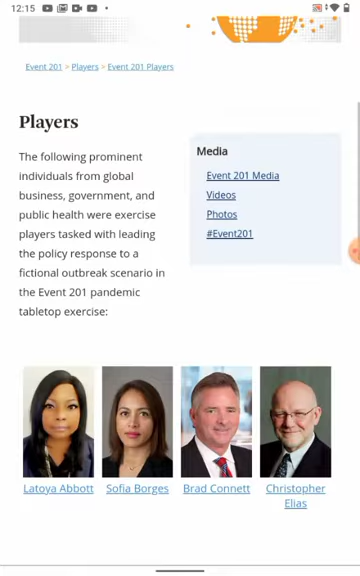 12:15
Event 201 > Players > Event 201 Players
Players
The following prominent
individuals from global
business, government, and
public health were exercise
players tasked with leading
the policy response to a
fictional outbreak scenario in
the Event 201 pandemic
tabletop exercise:
Media
Event 201 Media
Videos
Photos
#Event201
Latoya Abbott
Sofia Borges
Brad Connett
Christopher
Elias